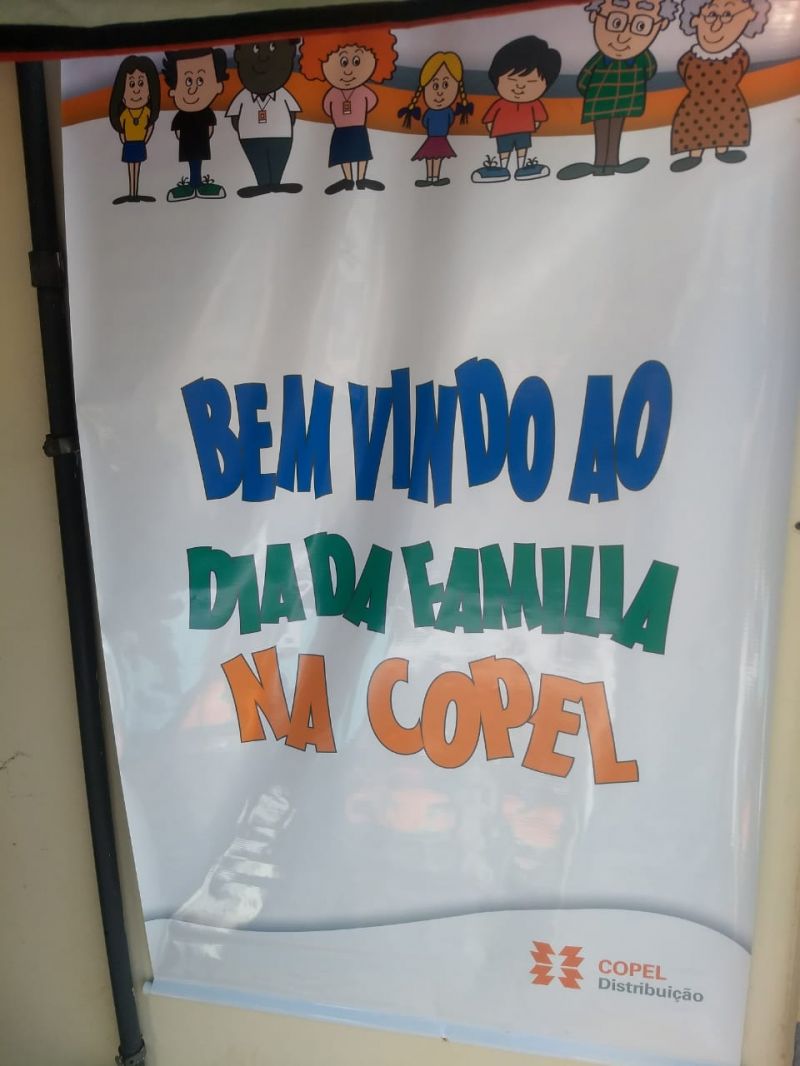 BEM VINDO AO
DIA DA FAMILIA
NA COPEL
COPEL
Distribuição